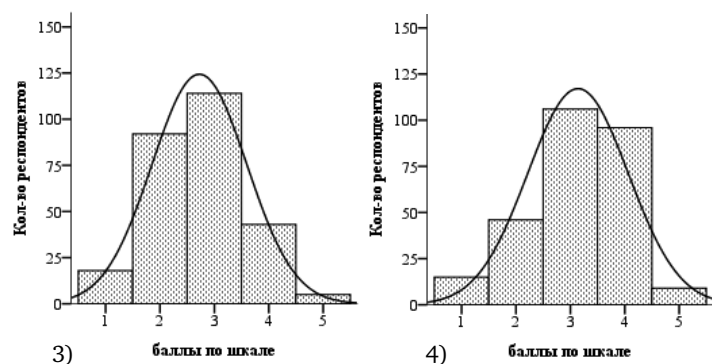 150
125
100
75
50
25
0
Кол-во респондентов
1 2 3 4 5
баллы по шкале
3)
150
125
100
75
50
25
0
Кол-во респондентов
1 2 3 4 5
баллы по шкале
4)